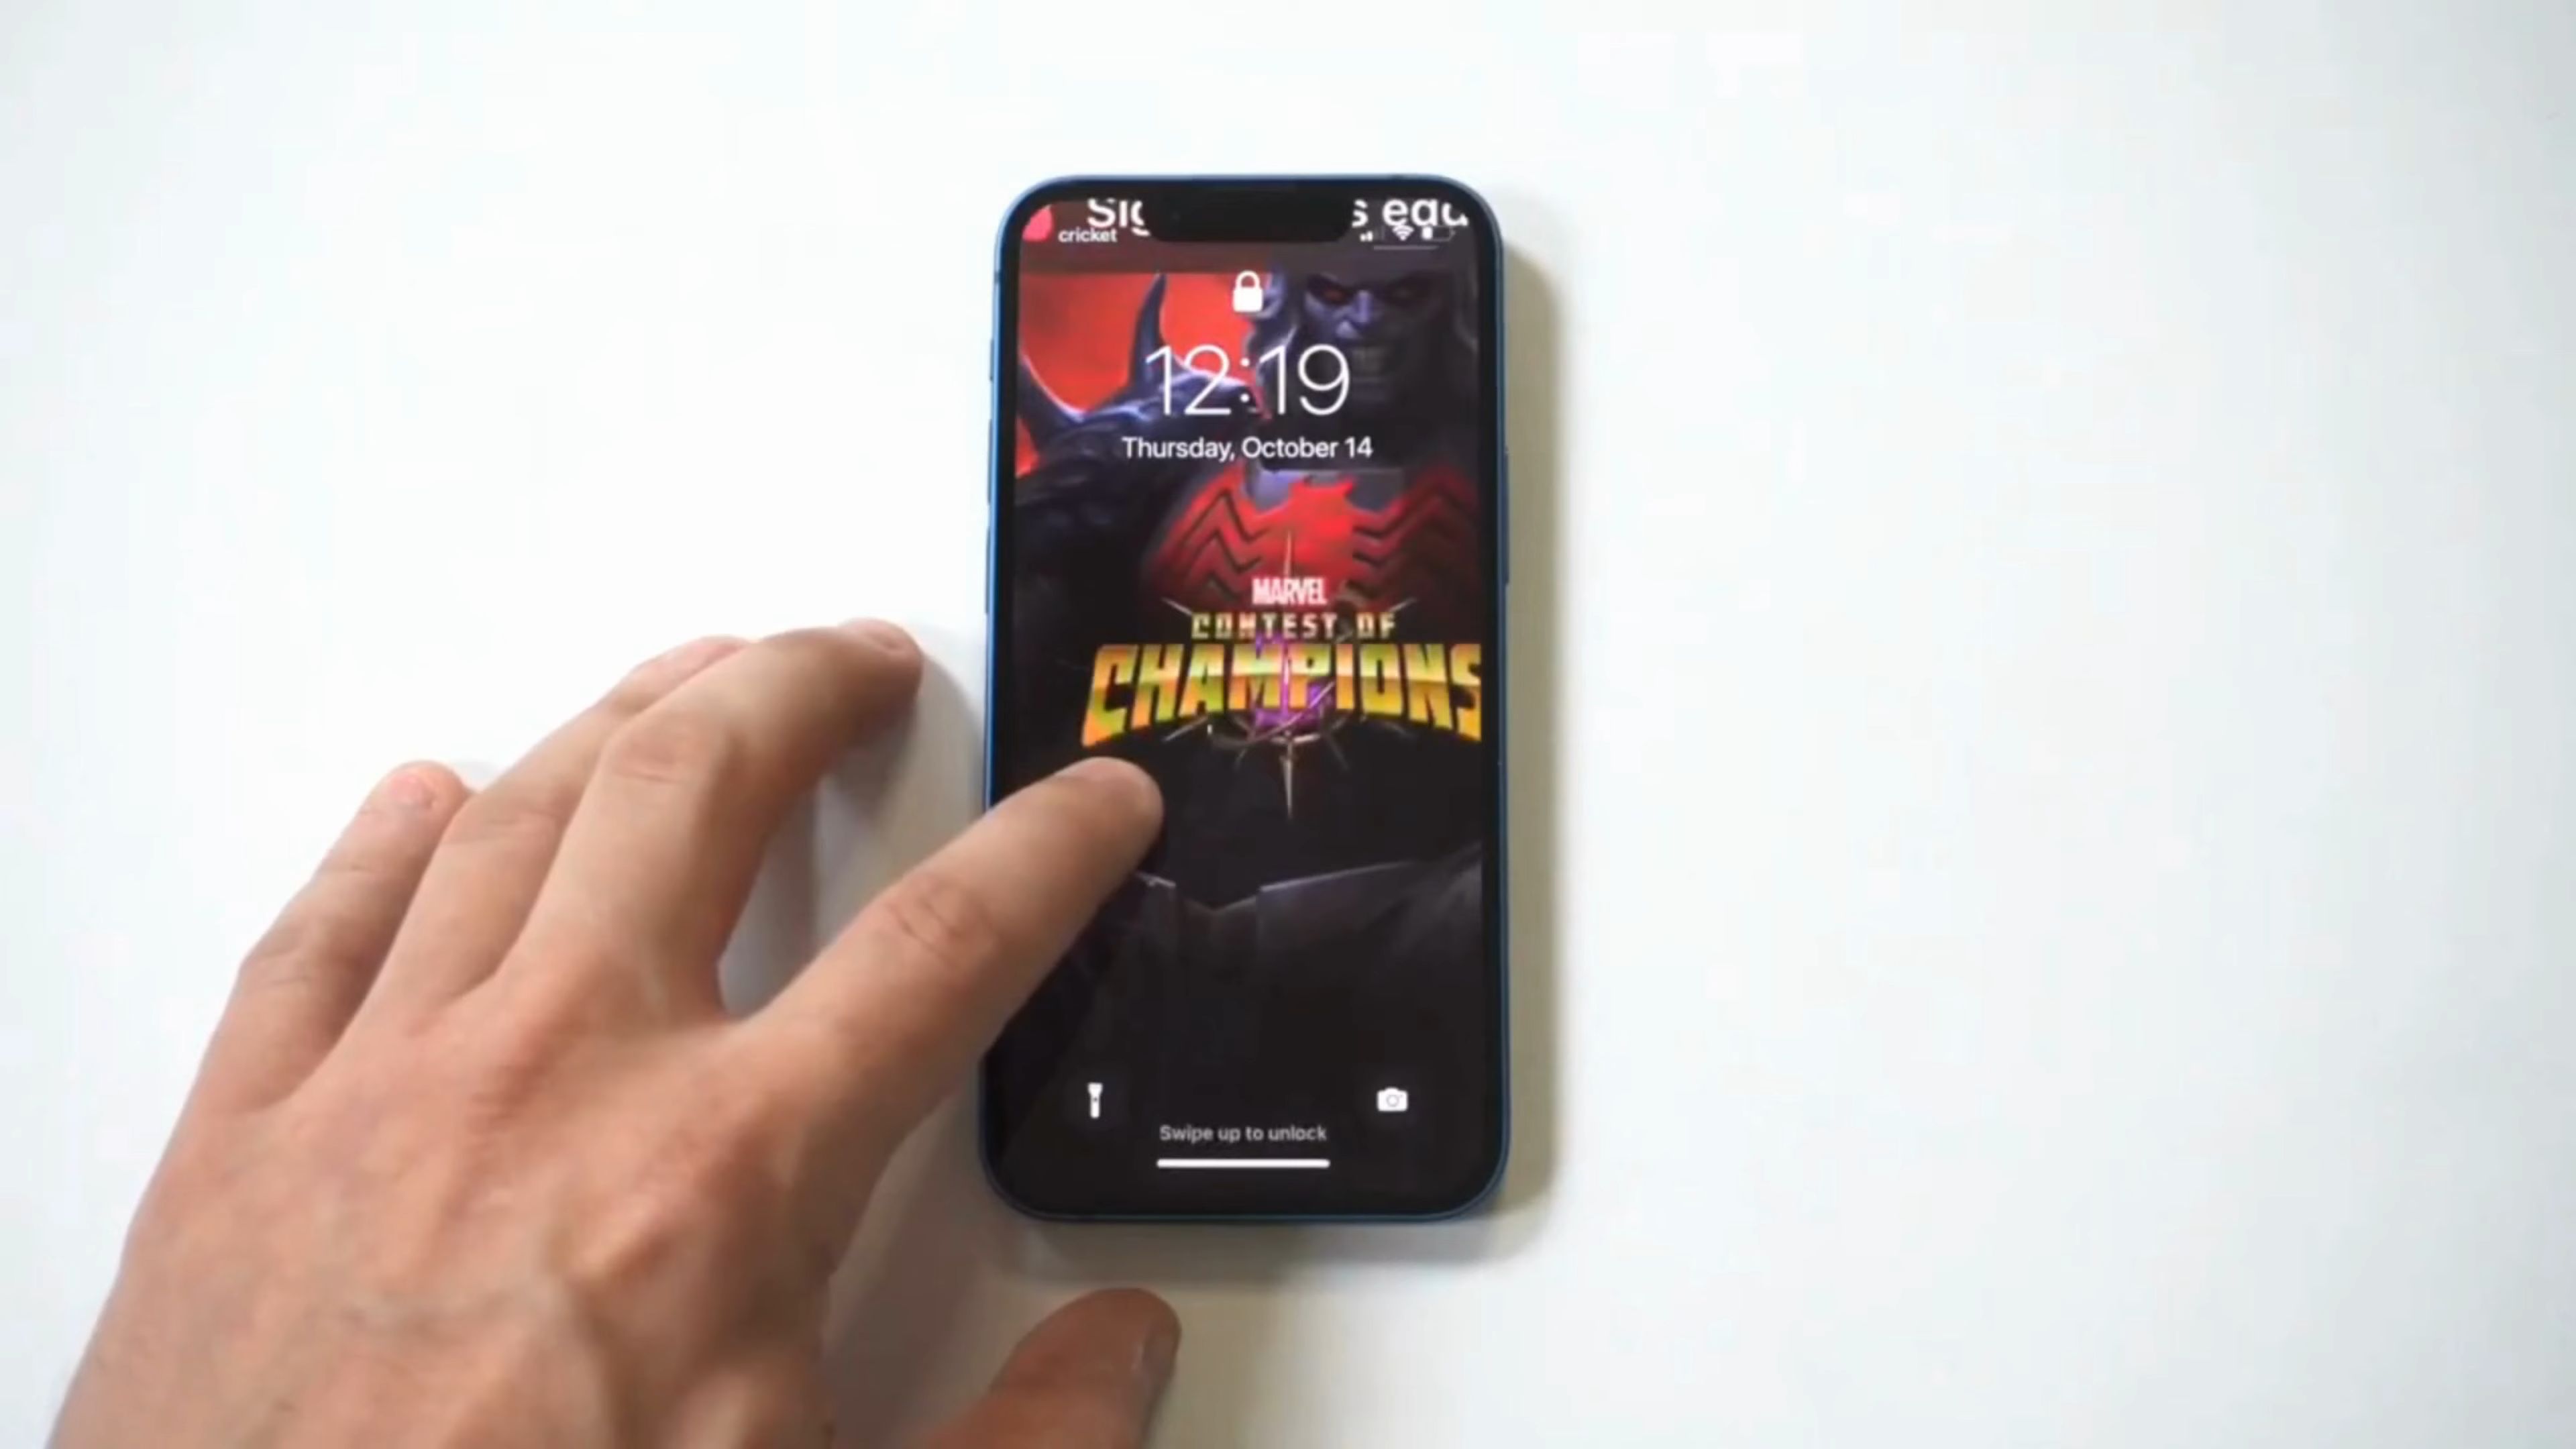 cricket
12:19
Thursday, October 14
MARVEL
CONTEST OF
CHAMPIONS
Swipe up to unlock